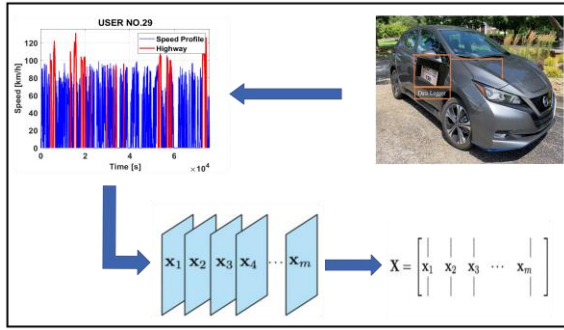 USER NO.29
Speed Profile
Highway
Speed [km/h]
120
100
80
60
40
20
0
0 2 4 6
×10⁴
Time [s]
Data Logger
x₁ x₂ x₃ x₄ ⋯ xₘ
X = [x₁ x₂ x₃ ⋯ xₘ]